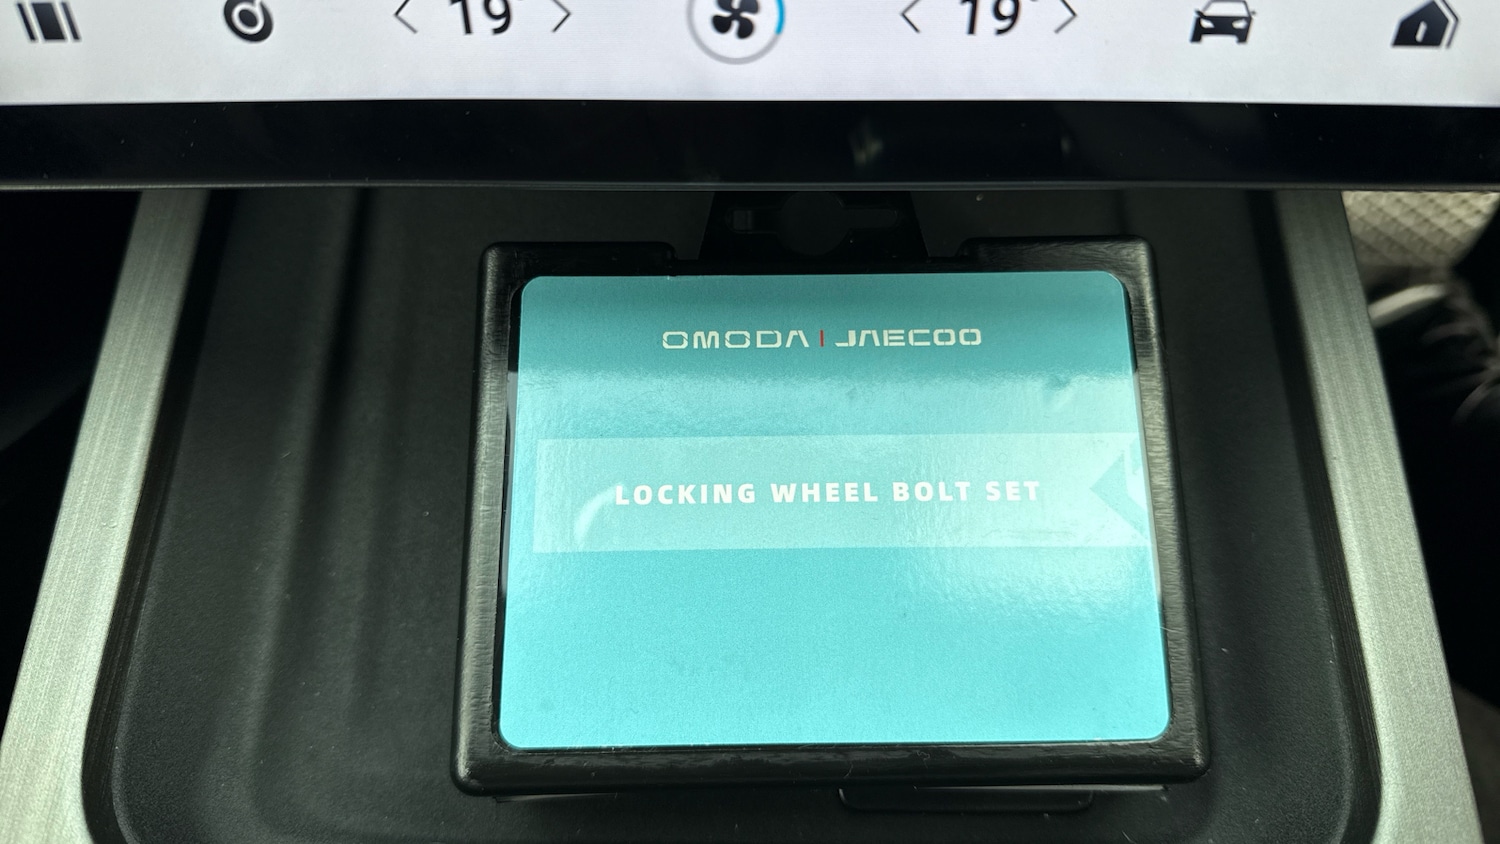 19°
19°
OMODA | JAECOO
LOCKING WHEEL BOLT SET